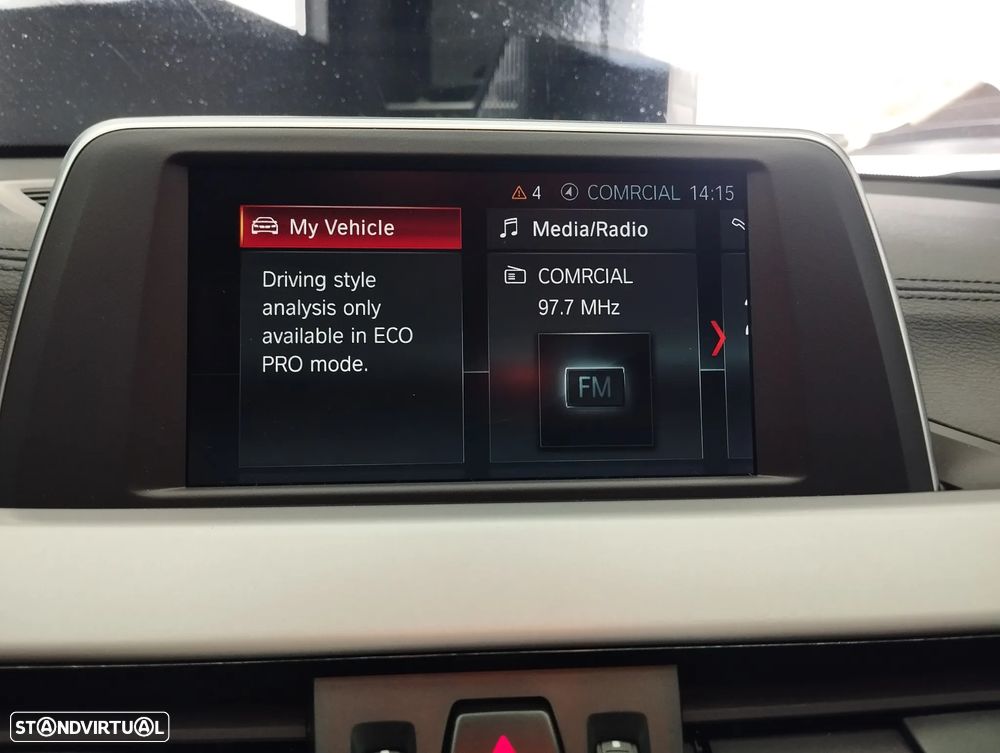 4 COMRCIAL 14:15
My Vehicle
Driving style
analysis only
available in ECO
PRO mode.
Media/Radio
COMRCIAL
97.7 MHz
FM
STANDVIRTUAL